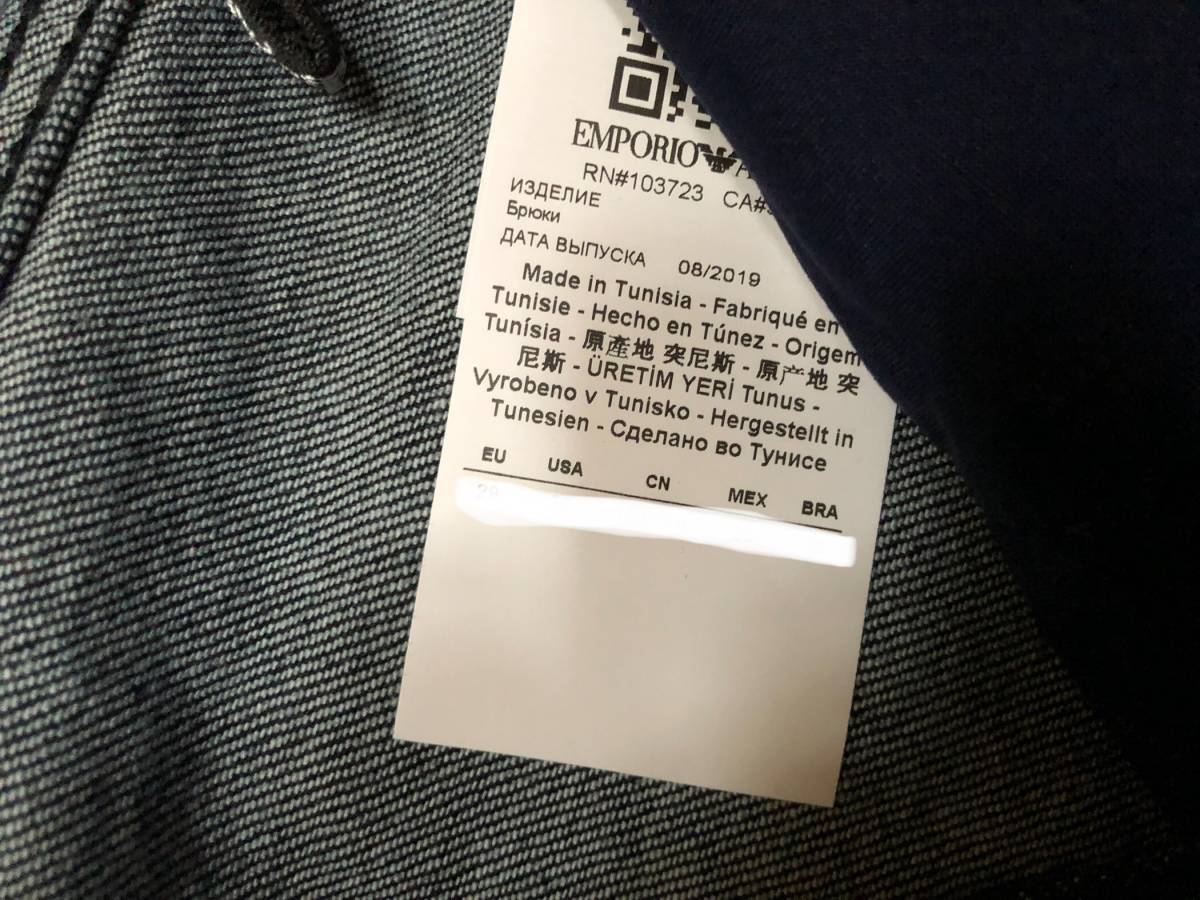 EMPORIO
RN#103723 CA#
ИЗДЕЛИЕ
Брюки
ДАТА ВЫПУСКА 08/2019
Made in Tunisia - Fabriqué en
Tunisie - Hecho en Túnez - Origem
Tunísia - 原產地 突尼斯 - 原产地 突
尼斯 - ÜRETİM YERİ Tunus -
Vyrobeno v Tunisko - Hergestellt in
Tunesien - Сделано во Тунисе
EU USA CN MEX BRA